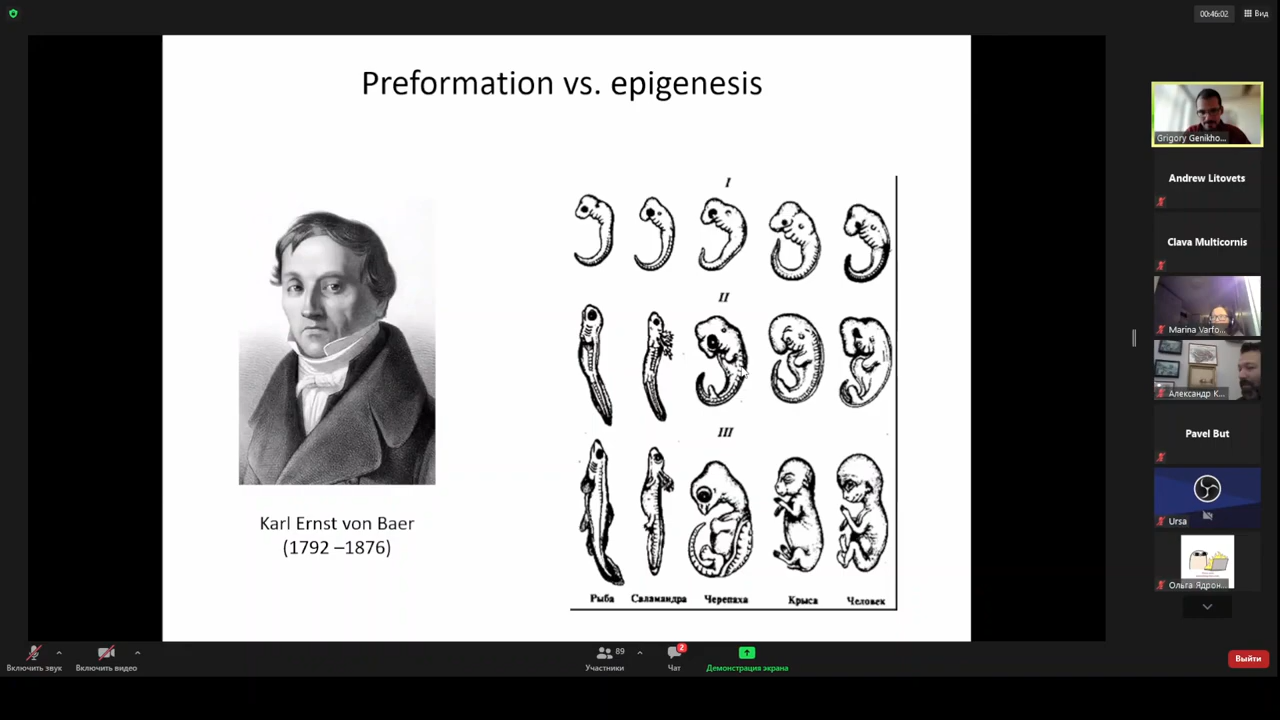 00:46:02
Вид
Preformation vs. epigenesis
I
II
III
Рыба Саламандра Черепаха Крыса Человек
Karl Ernst von Baer
(1792 –1876)
Grigory Genikho...
Andrew Litovets
Clava Multicornis
Marina Varfo...
Александр К...
Pavel But
Ursa
Ольга Ядрон...
Включить звук
Включить видео
89
Участники
2
Чат
Демонстрация экрана
Выйти